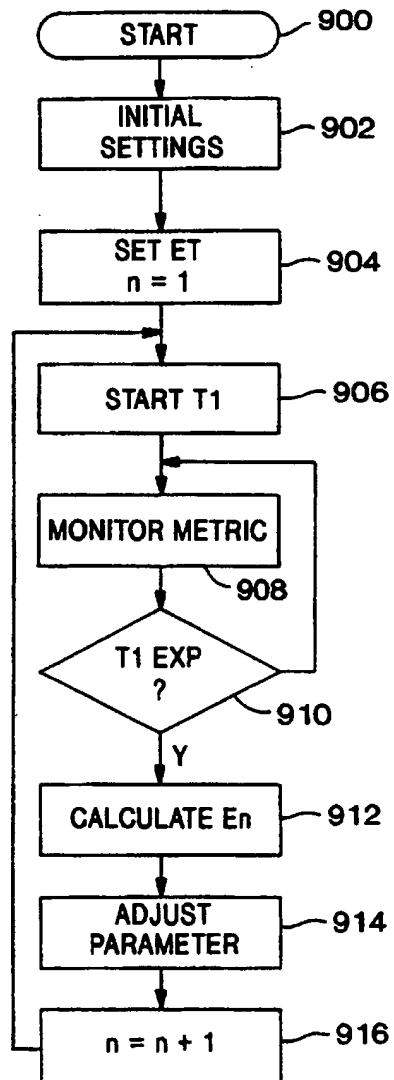 START
900
INITIAL
SETTINGS
902
SET ET
n = 1
904
START T1
906
MONITOR METRIC
908
T1 EXP
?
910
Y
CALCULATE En
912
ADJUST
PARAMETER
914
n = n + 1
916